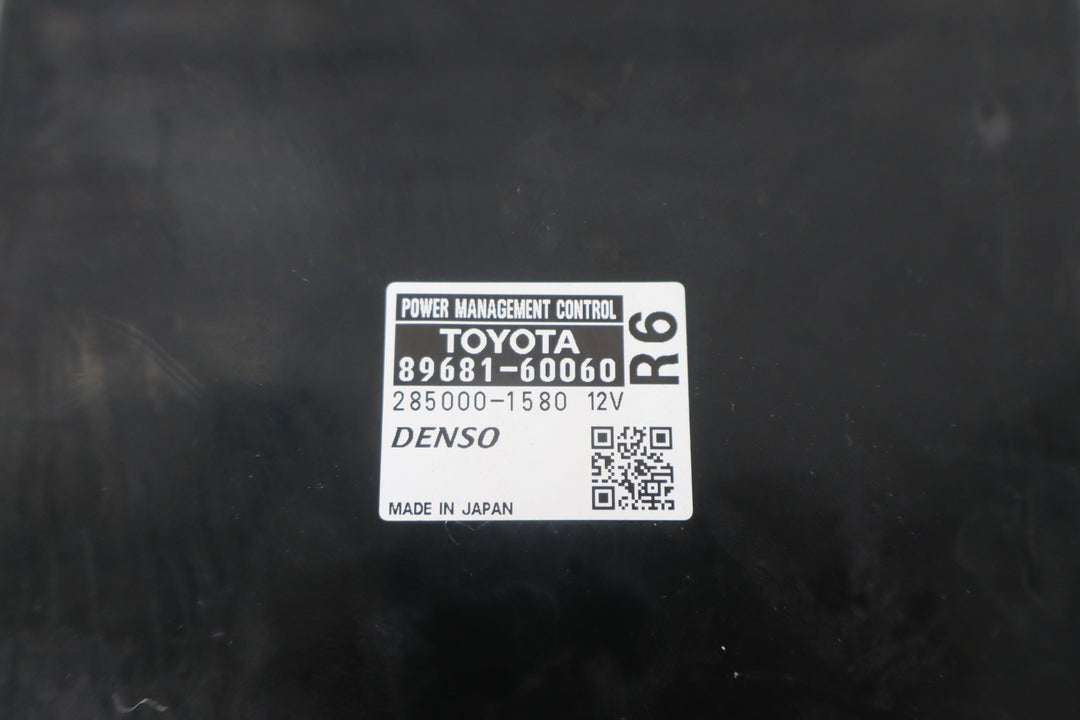 POWER MANAGEMENT CONTROL
TOYOTA
89681-60060
R6
285000-1580 12V
DENSO
MADE IN JAPAN